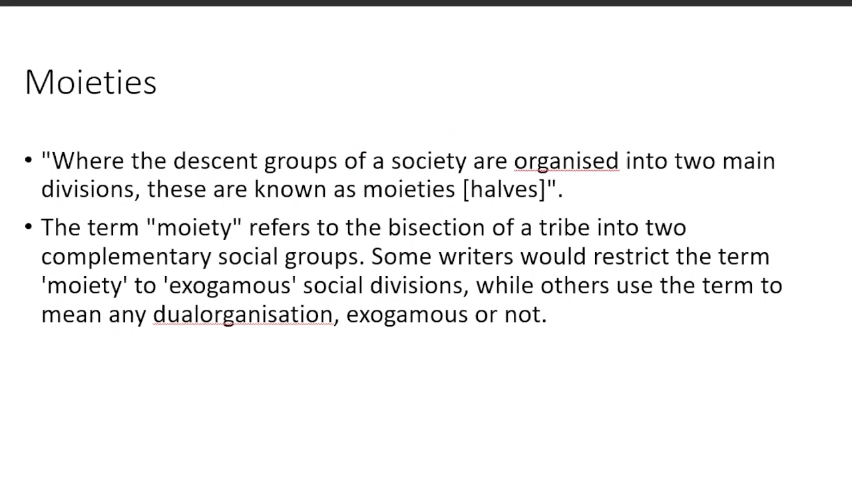 Moieties
• "Where the descent groups of a society are organised into two main
divisions, these are known as moieties [halves]".
• The term "moiety" refers to the bisection of a tribe into two
complementary social groups. Some writers would restrict the term
'moiety' to 'exogamous' social divisions, while others use the term to
mean any dualorganisation, exogamous or not.